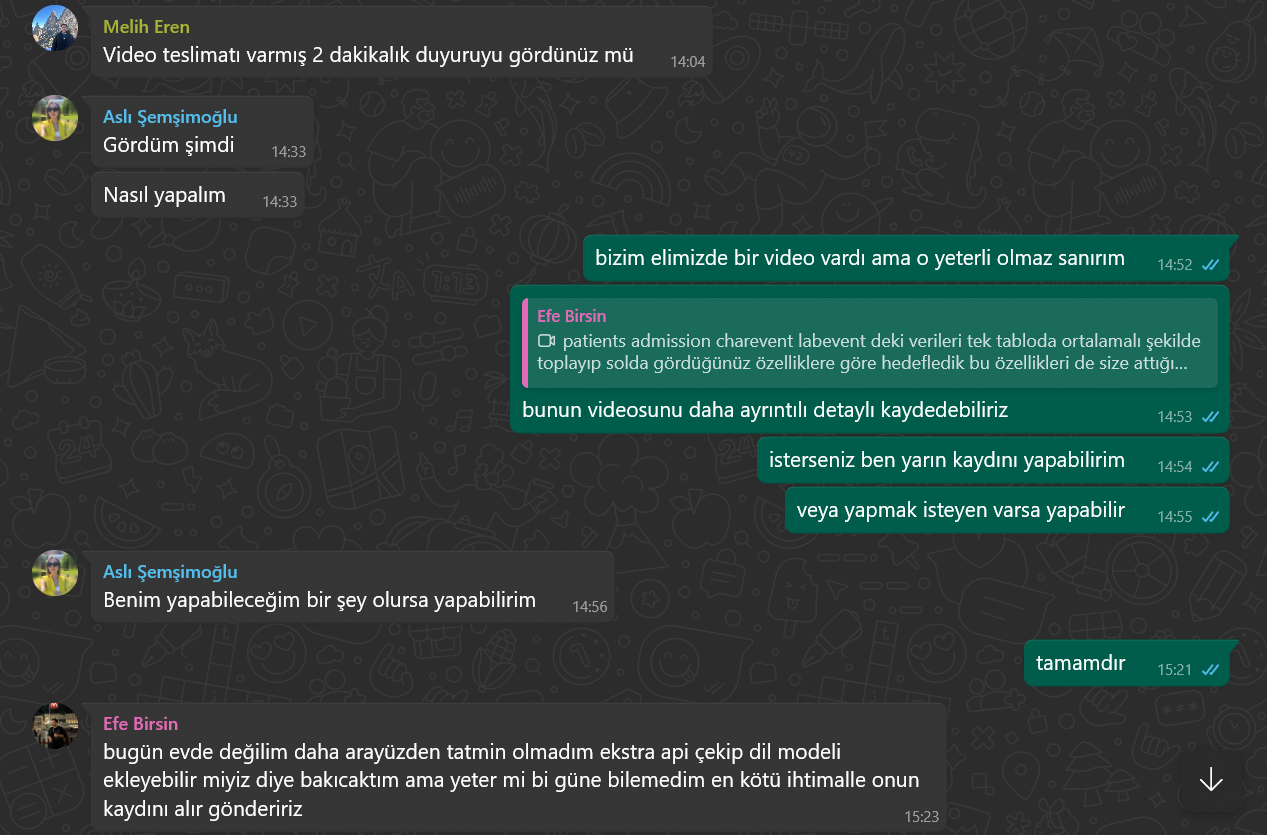 Melih Eren
Video teslimatı varmış 2 dakikalık duyuruyu gördünüz mü
14:04
Aslı Şemşimoğlu
Gördüm şimdi
14:33
Nasıl yapalım
14:33
bizim elimizde bir video vardı ama o yeterli olmaz sanırım
14:52
Efe Birsin
patients admission charevent labevent deki verileri tek tabloda ortalamalı şekilde
toplayıp solda gördüğünüz özelliklere göre hedefledik bu özellikleri de size attığı...
bunun videosunu daha ayrıntılı detaylı kaydedebiliriz
14:53
isterseniz ben yarın kaydını yapabilirim
14:54
veya yapmak isteyen varsa yapabilir
14:55
Aslı Şemşimoğlu
Benim yapabileceğim bir şey olursa yapabilirim
14:56
tamamdır
15:21
Efe Birsin
bugün evde değilim daha arayüzden tatmin olmadım ekstra api çekip dil modeli
ekleyebilir miyiz diye bakıcaktım ama yeter mi bi güne bilemedim en kötü ihtimalle onun
kaydını alır göndeririz
15:23